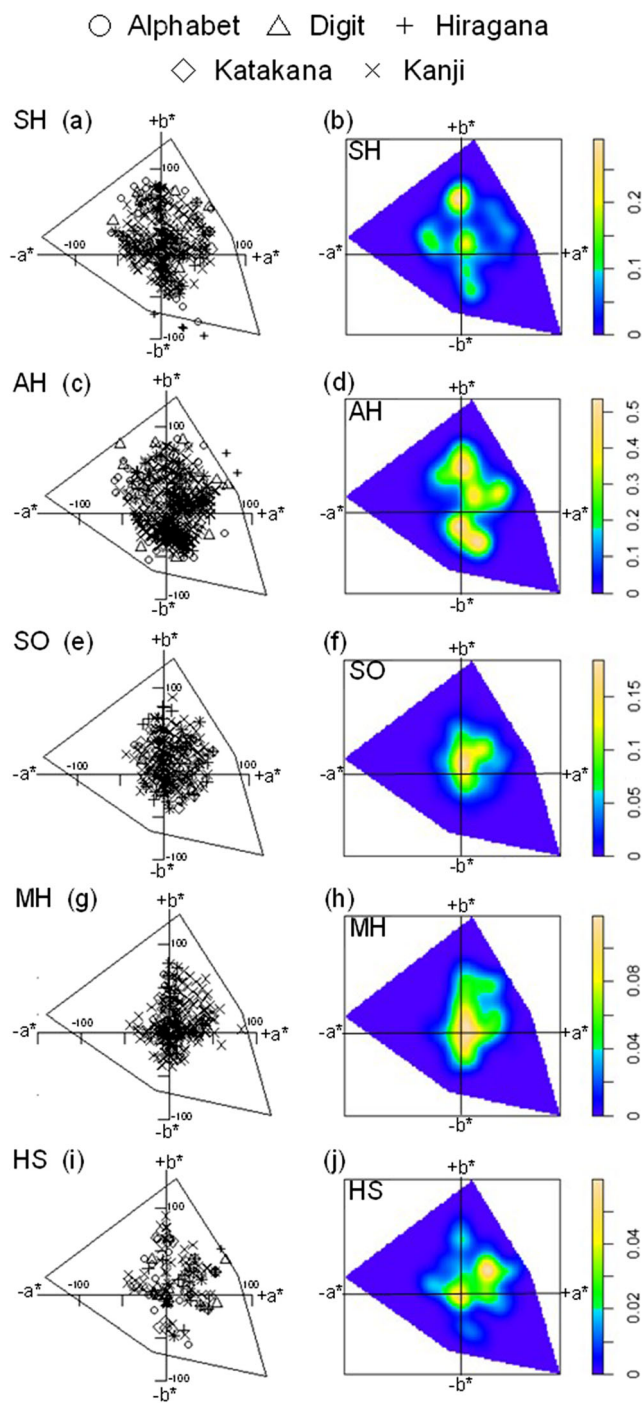 ○ Alphabet △ Digit + Hiragana
◇ Katakana × Kanji
SH (a)
+b*
100
-a* -100 100 +a*
-100
-b*
(b)
+b*
SH
+a*
-b*
0 0.1 0.2
AH (c)
+b*
100
-a* -100 100 +a*
-100
-b*
(d)
+b*
AH
-a* +a*
-b*
0 0.1 0.2 0.3 0.4 0.5
SO (e)
+b*
100
-a* -100 100 +a*
-100
-b*
(f)
+b*
SO
-a* +a*
-b*
0 0.05 0.10 0.15
MH (g)
+b*
100
-a* -100 100 +a*
-100
-b*
(h)
+b*
MH
-a* +a*
-b*
0 0.04 0.08
HS (i)
+b*
100
-a* -100 100 +a*
-100
-b*
(j)
+b*
HS
-a* +a*
-b*
0 0.02 0.04